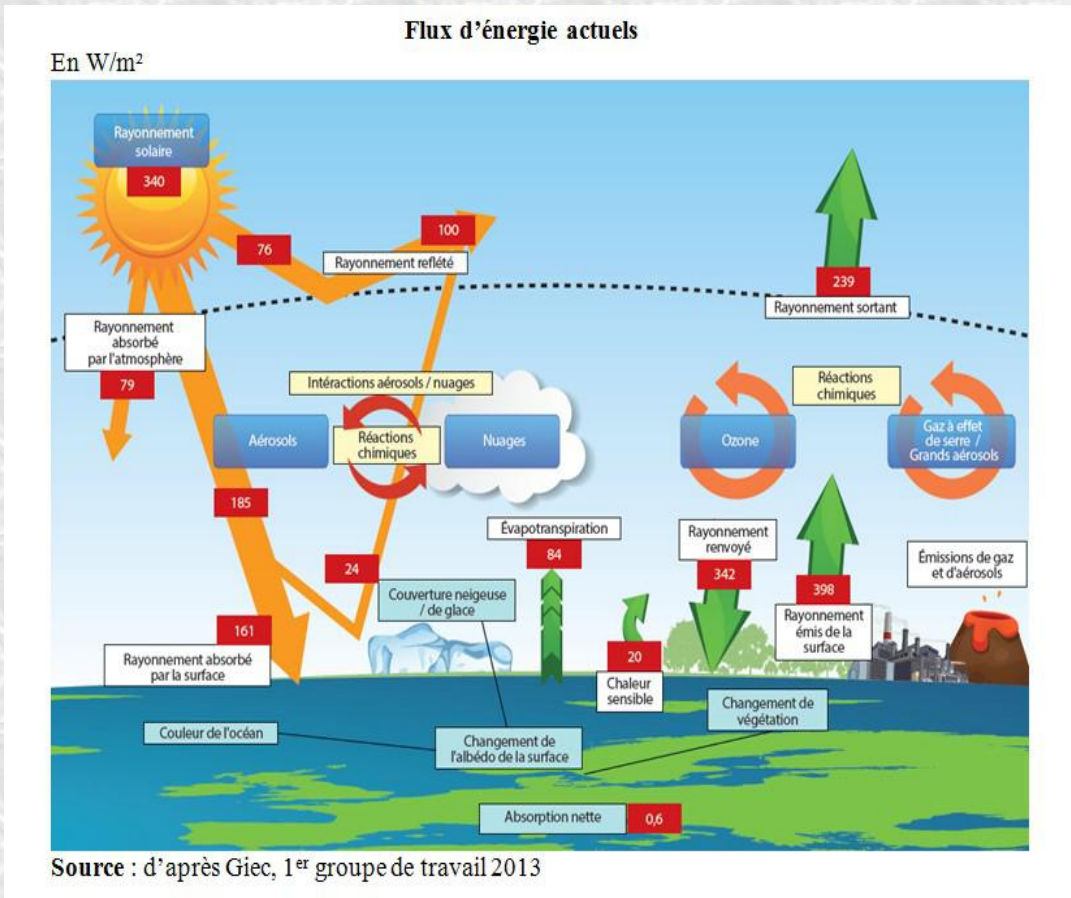 Flux d’énergie actuels
En W/m²
Rayonnement
solaire
340
76
100
Rayonnement reflété
239
Rayonnement sortant
Rayonnement
absorbé
par l'atmosphère
79
Intéractions aérosols / nuages
Réactions
chimiques
Aérosols
Réactions
chimiques
Nuages
Ozone
Gaz à effet
de serre /
Grands aérosols
185
Évapotranspiration
84
Rayonnement
renvoyé
342
Émissions de gaz
et d'aérosols
24
398
Couverture neigeuse
/ de glace
Rayonnement
émis de la
surface
161
Rayonnement absorbé
par la surface
20
Chaleur
sensible
Changement de
végétation
Couleur de l'océan
Changement de
l'albédo de la surface
Absorption nette
0,6
Source : d’après Giec, 1er groupe de travail 2013